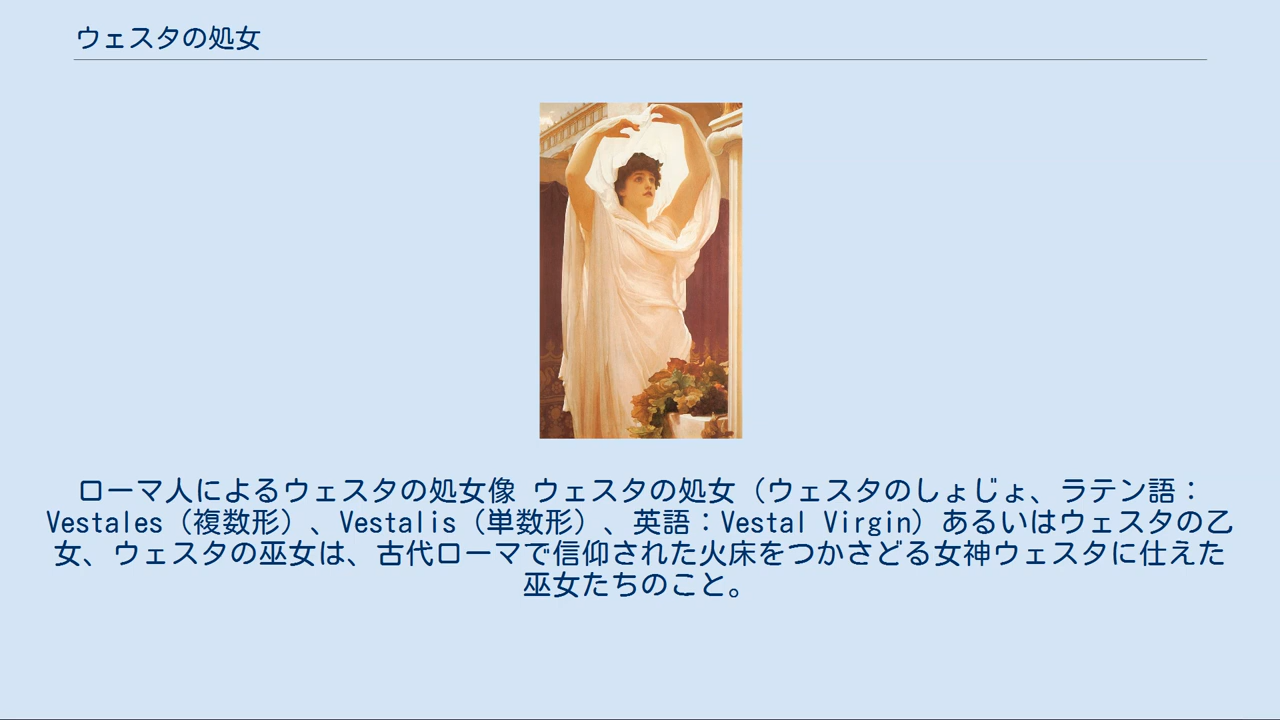 ウェスタの処女
ローマ人によるウェスタの処女像 ウェスタの処女（ウェスタのしょじょ、ラテン語：
Vestales（複数形）、Vestalis（単数形）、英語：Vestal Virgin）あるいはウェスタの乙
女、ウェスタの巫女は、古代ローマで信仰された火床をつかさどる女神ウェスタに仕えた
巫女たちのこと。